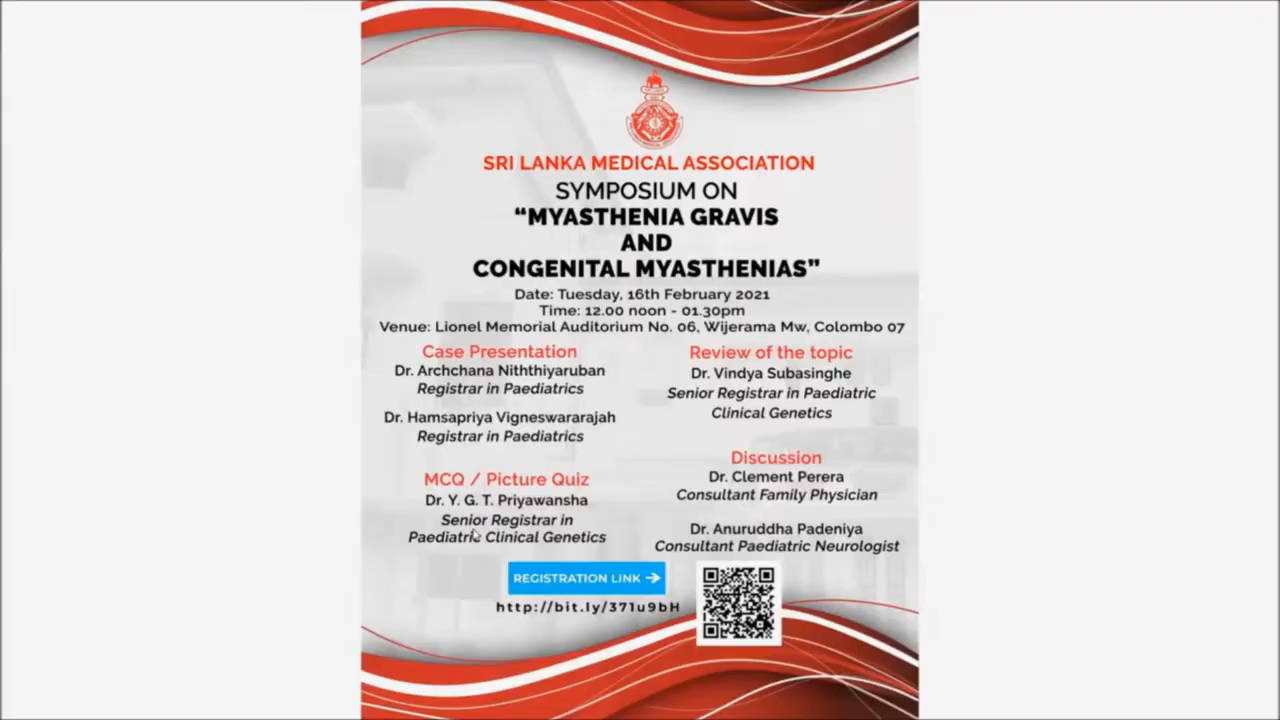 SRI LANKA MEDICAL ASSOCIATION
SYMPOSIUM ON
“MYASTHENIA GRAVIS
AND
CONGENITAL MYASTHENIAS”
Date: Tuesday, 16th February 2021
Time: 12.00 noon - 01.30pm
Venue: Lionel Memorial Auditorium No. 06, Wijerama Mw, Colombo 07
Case Presentation
Dr. Archchana Niththiyaruban
Registrar in Paediatrics
Dr. Hamsapriya Vigneswararajah
Registrar in Paediatrics
MCQ / Picture Quiz
Dr. Y. G. T. Priyawansha
Senior Registrar in
Paediatric Clinical Genetics
Review of the topic
Dr. Vindya Subasinghe
Senior Registrar in Paediatric
Clinical Genetics
Discussion
Dr. Clement Perera
Consultant Family Physician
Dr. Anuruddha Padeniya
Consultant Paediatric Neurologist
REGISTRATION LINK →
http://bit.ly/371u9bH